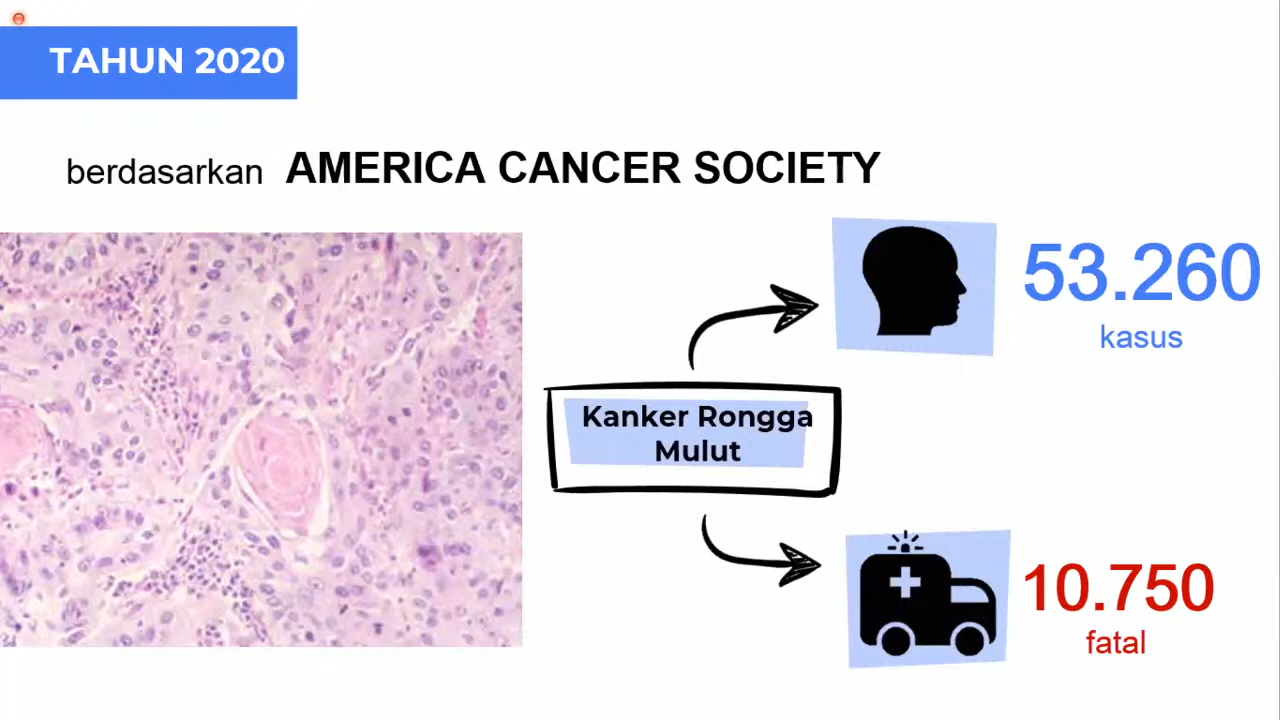 TAHUN 2020
berdasarkan AMERICA CANCER SOCIETY
53.260
kasus
Kanker Rongga
Mulut
10.750
fatal